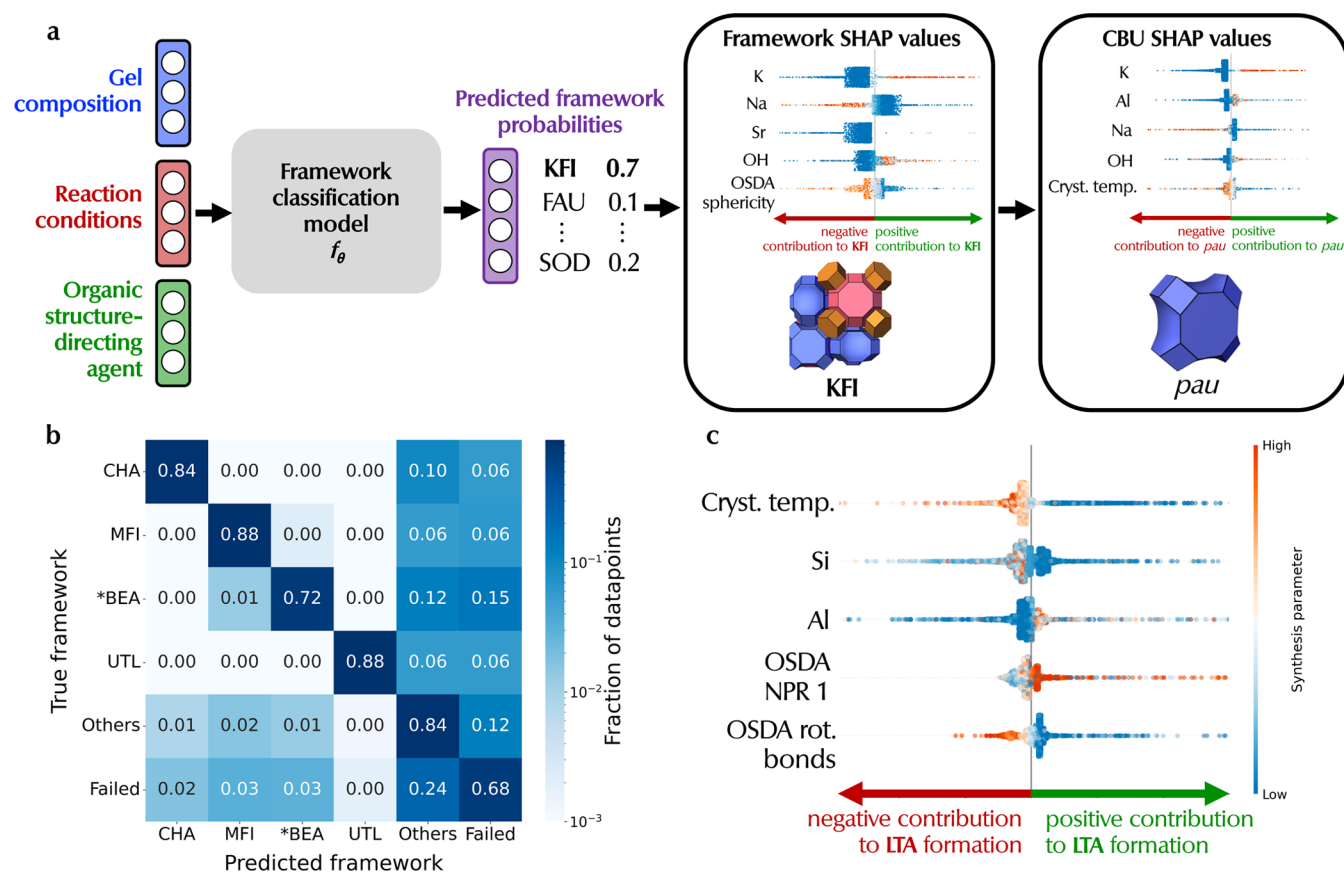 a
Gel
composition
Reaction
conditions
Organic
structure-
directing
agent
Framework
classification
model
fθ
Predicted framework
probabilities
KFI 0.7
FAU 0.1
⋮ ⋮
SOD 0.2
Framework SHAP values
K
Na
Sr
OH
OSDA
sphericity
negative
contribution to KFI
positive
contribution to KFI
KFI
CBU SHAP values
K
Al
Na
OH
Cryst. temp.
negative
contribution to pau
positive
contribution to pau
pau
b
True framework
CHA 0.84 0.00 0.00 0.00 0.10 0.06
MFI 0.00 0.88 0.00 0.00 0.06 0.06
*BEA 0.00 0.01 0.72 0.00 0.12 0.15
UTL 0.00 0.00 0.00 0.88 0.06 0.06
Others 0.01 0.02 0.01 0.00 0.84 0.12
Failed 0.02 0.03 0.03 0.00 0.24 0.68
CHA MFI *BEA UTL Others Failed
Predicted framework
10⁻¹
10⁻²
10⁻³
Fraction of datapoints
c
Cryst. temp.
Si
Al
OSDA
NPR 1
OSDA rot.
bonds
negative contribution
to LTA formation
positive contribution
to LTA formation
High
Low
Synthesis parameter